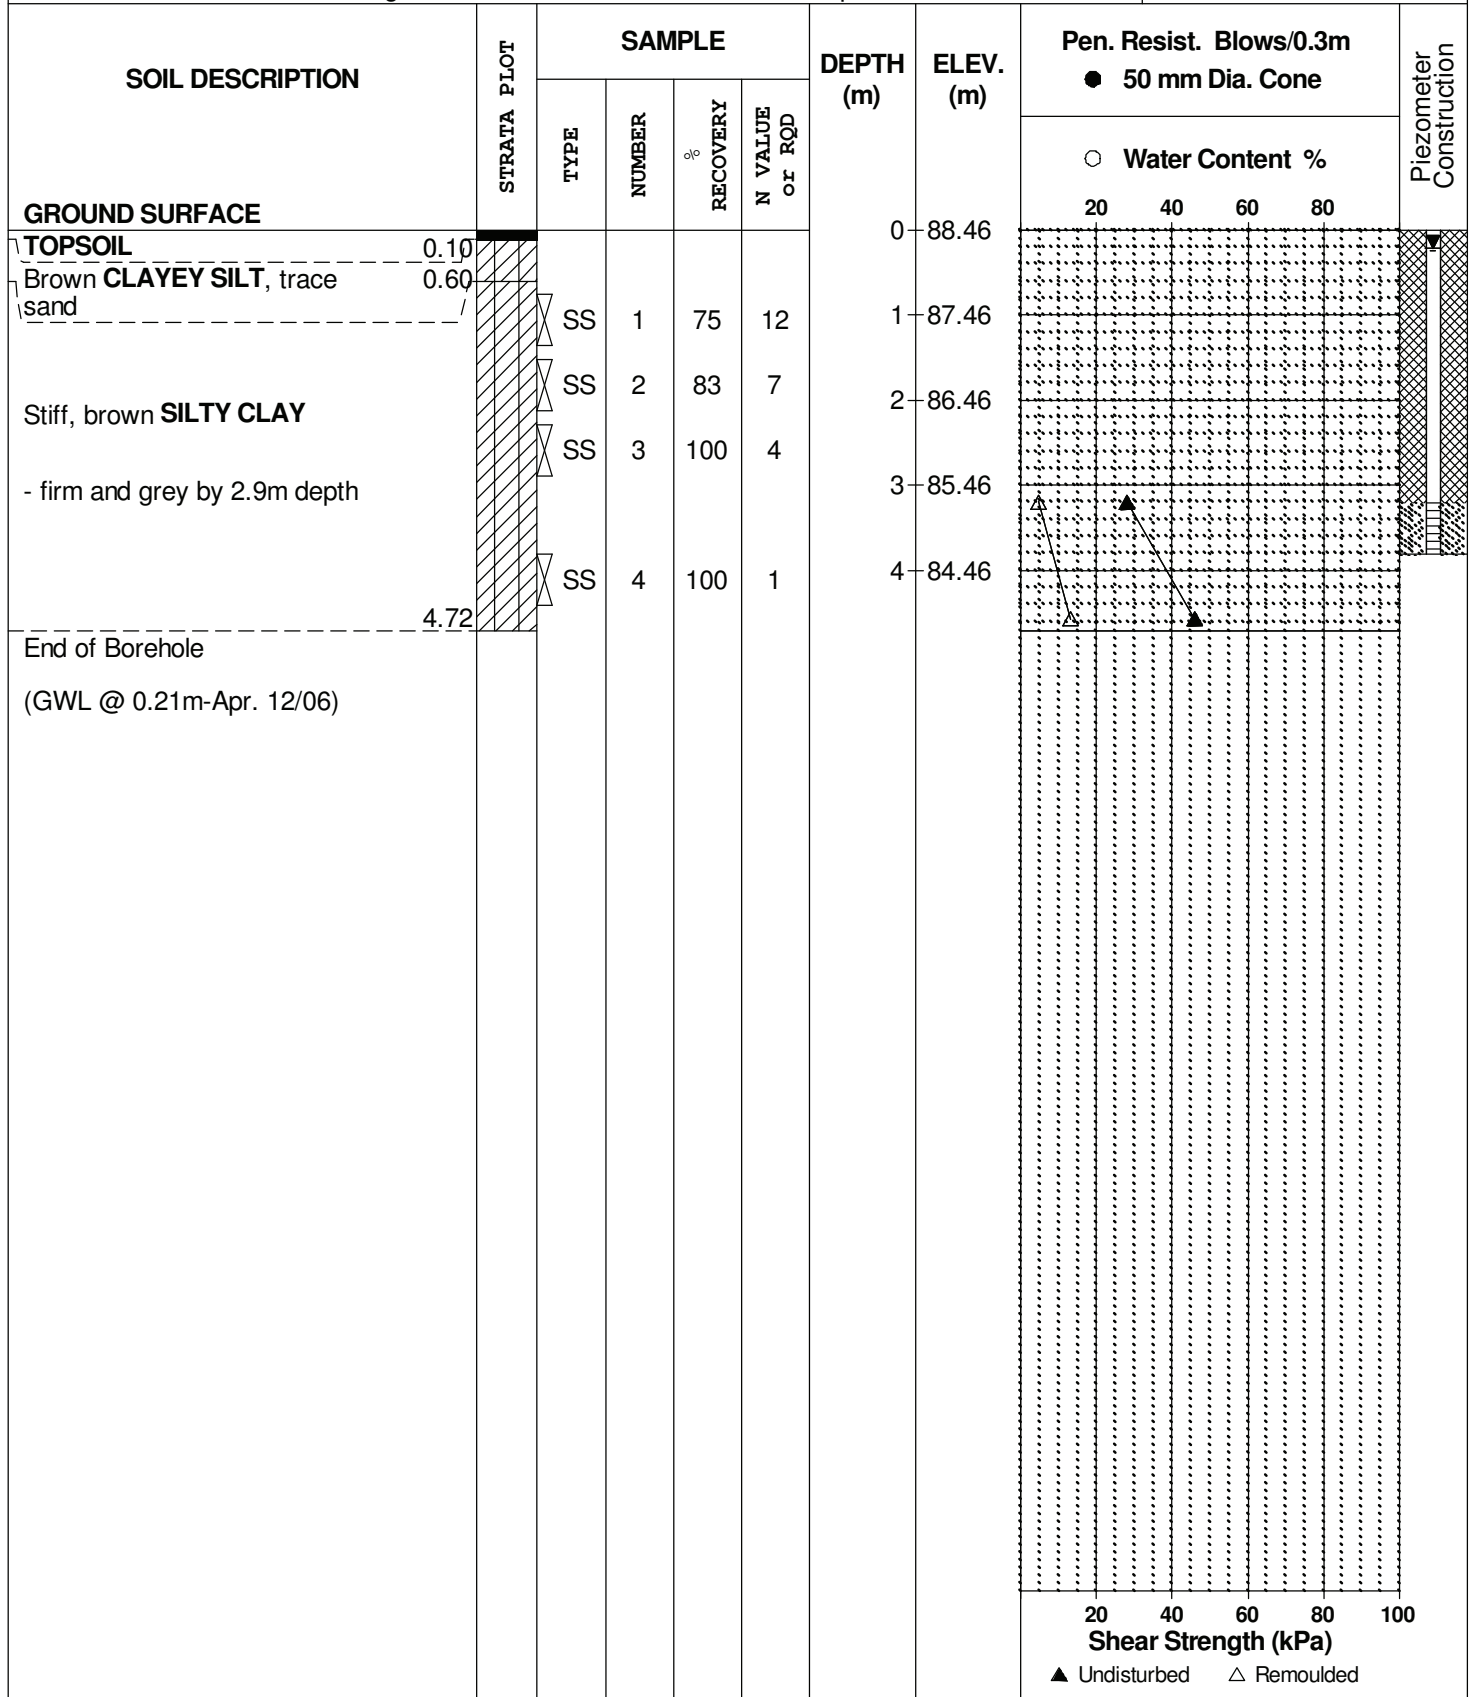 SOIL DESCRIPTION
STRATA PLOT
SAMPLE
TYPE
NUMBER
% RECOVERY
N VALUE or RQD
DEPTH (m)
ELEV. (m)
Pen. Resist. Blows/0.3m
● 50 mm Dia. Cone
○ Water Content %
Piezometer Construction
20 40 60 80
GROUND SURFACE
0 88.46
TOPSOIL 0.10
Brown CLAYEY SILT, trace sand 0.60
SS 1 75 12
1 87.46
SS 2 83 7
2 86.46
Stiff, brown SILTY CLAY
SS 3 100 4
- firm and grey by 2.9m depth
3 85.46
SS 4 100 1
4 84.46
4.72
End of Borehole
(GWL @ 0.21m-Apr. 12/06)
20 40 60 80 100
Shear Strength (kPa)
▲ Undisturbed △ Remoulded